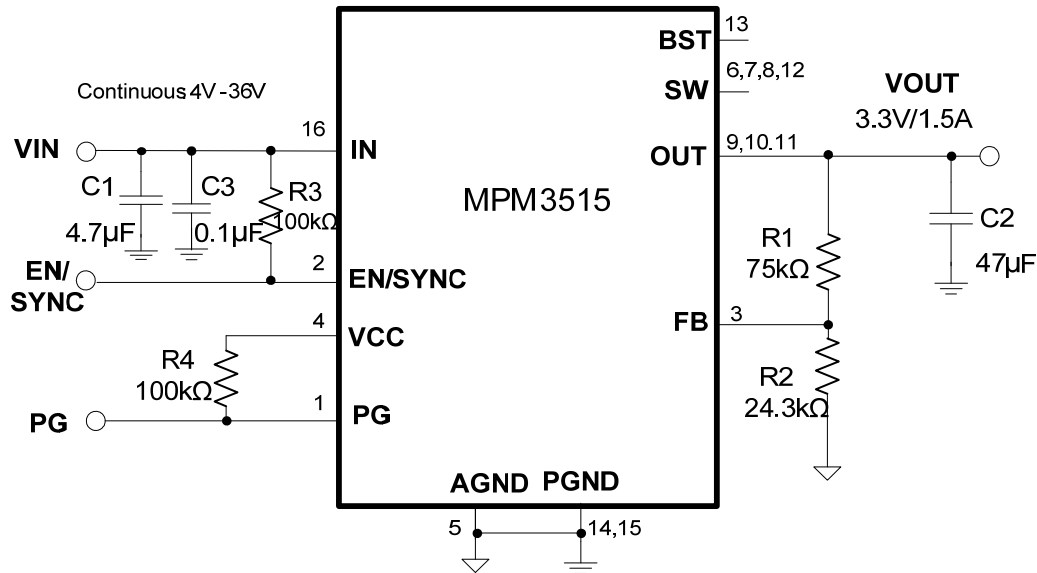 Continuous 4V-36V
VIN
C1
4.7µF
C3
0.1µF
R3
100kΩ
16
IN
EN/
SYNC
2
EN/SYNC
4
VCC
R4
100kΩ
PG
1
PG
MPM3515
BST
13
SW
6,7,8,12
OUT
9,10.11
VOUT
3.3V/1.5A
C2
47µF
R1
75kΩ
FB
3
R2
24.3kΩ
AGND
PGND
5
14,15